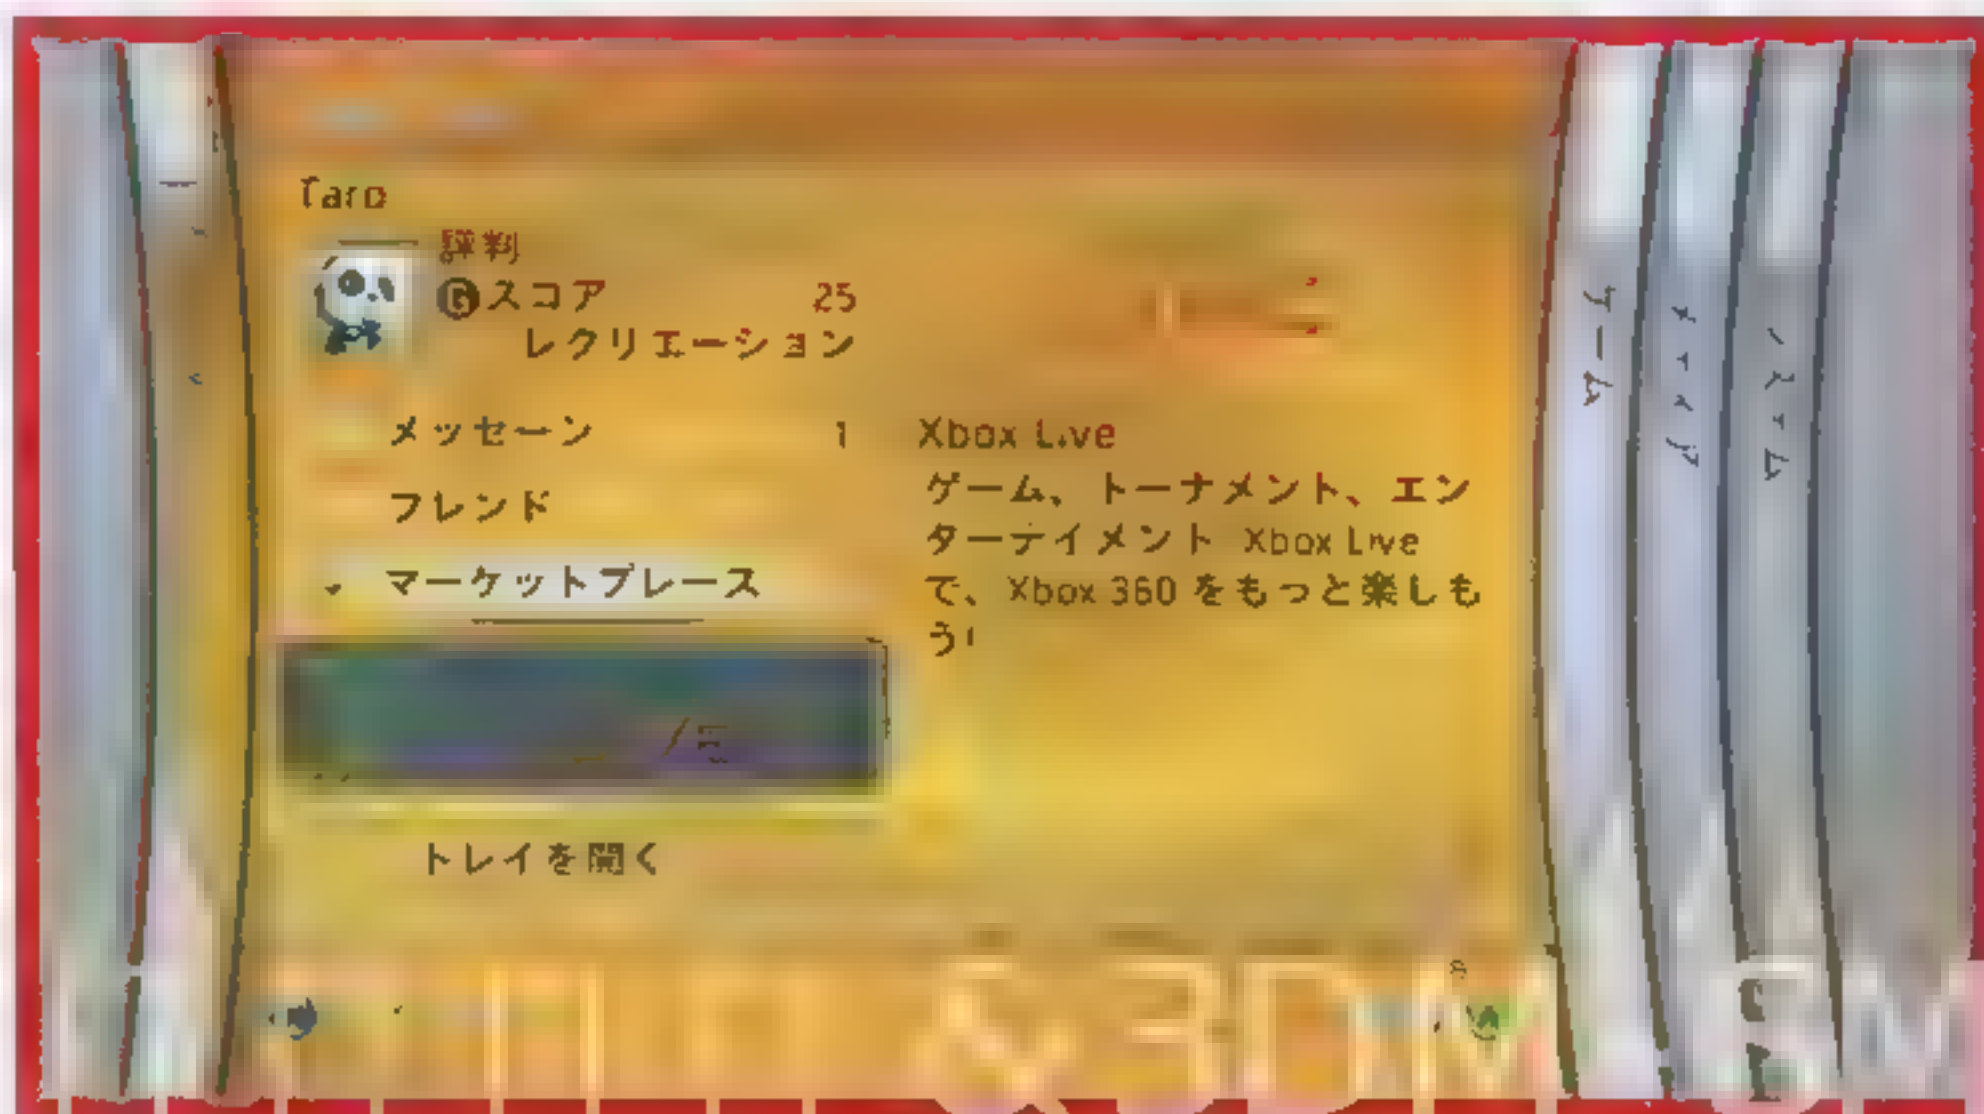 Taro
評判
Gスコア 25
レクリエーション
メッセージ 1
フレンド
マーケットプレース
トレイを開く
Xbox Live
ゲーム、トーナメント、エン
ターテイメント Xbox Live
で、Xbox 360 をもっと楽しも
う!
ゲーム
メディア
システム
&3DM